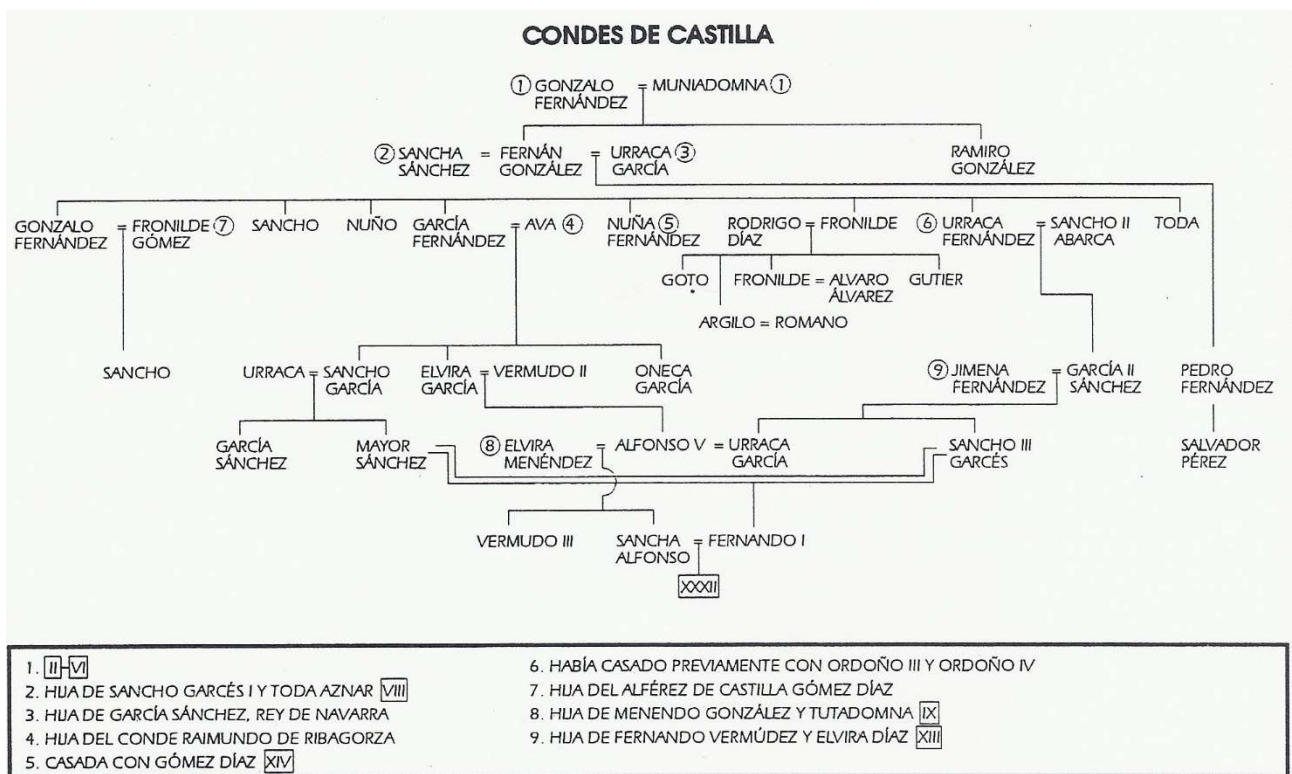 CONDES DE CASTILLA
① GONZALO = MUNIADOMNA ①
FERNÁNDEZ
② SANCHA = FERNÁN = URRACA ③ RAMIRO
SÁNCHEZ GONZÁLEZ GARCÍA GONZÁLEZ
GONZALO = FRONILDE ⑦ SANCHO NUÑO GARCÍA = AVA ④ NUÑA ⑤ RODRIGO = FRONILDE ⑥ URRACA = SANCHO II TODA
FERNÁNDEZ GÓMEZ FERNÁNDEZ FERNÁNDEZ DÍAZ FERNÁNDEZ ABARCA
GOTO FRONILDE = ALVARO GUTIER
ÁLVAREZ
ARGILO = ROMANO
SANCHO URRACA = SANCHO ELVIRA = VERMUDO II ONECA ⑨ JIMENA = GARCÍA II PEDRO
GARCÍA GARCÍA GARCÍA FERNÁNDEZ SÁNCHEZ FERNÁNDEZ
GARCÍA MAYOR ⑧ ELVIRA = ALFONSO V = URRACA SANCHO III SALVADOR
SÁNCHEZ SÁNCHEZ MENÉNDEZ GARCÍA GARCÉS PÉREZ
VERMUDO III SANCHA = FERNANDO I
ALFONSO
XXXII
1. II-VI
2. HIJA DE SANCHO GARCÉS I Y TODA AZNAR VIII
3. HIJA DE GARCÍA SÁNCHEZ, REY DE NAVARRA
4. HIJA DEL CONDE RAIMUNDO DE RIBAGORZA
5. CASADA CON GÓMEZ DÍAZ XIV
6. HABÍA CASADO PREVIAMENTE CON ORDOÑO III Y ORDOÑO IV
7. HIJA DEL ALFÉREZ DE CASTILLA GÓMEZ DÍAZ
8. HIJA DE MENENDO GONZÁLEZ Y TUTADOMNA IX
9. HIJA DE FERNANDO VERMÚDEZ Y ELVIRA DÍAZ XIII